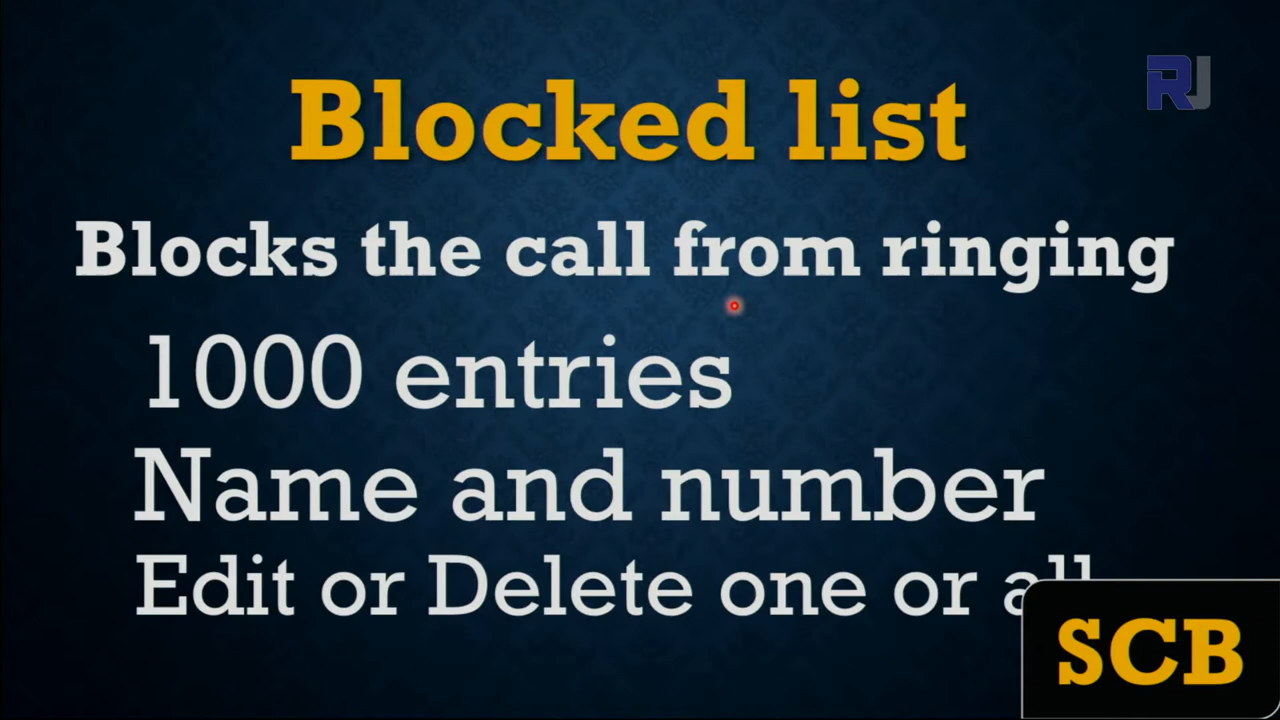 RJ
Blocked list
Blocks the call from ringing
1000 entries
Name and number
Edit or Delete one or all
SCB